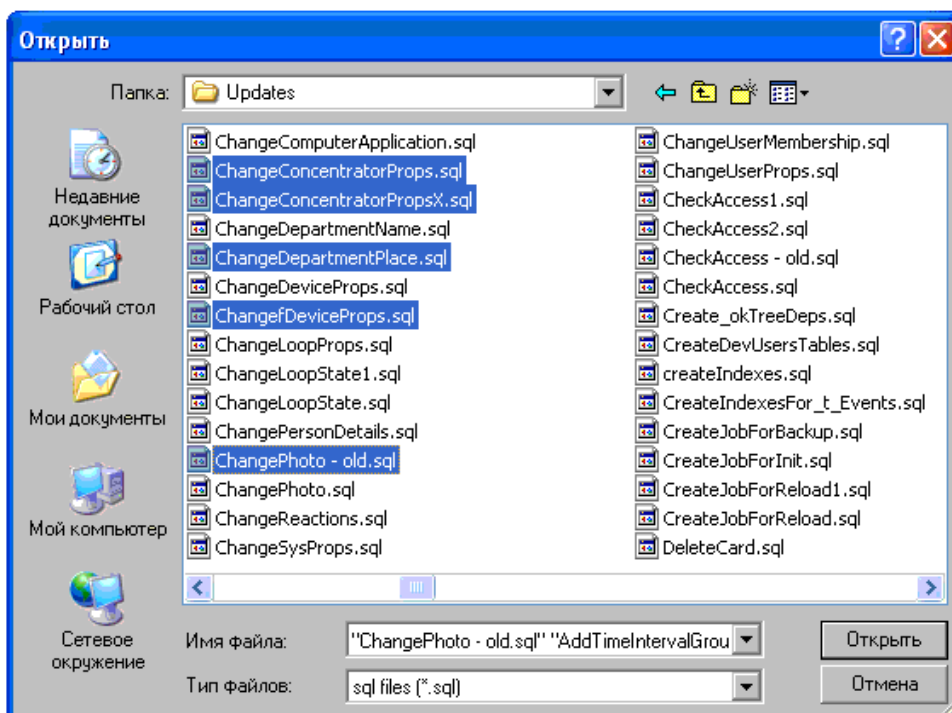 Открыть
Папка: Updates
Недавние документы
Рабочий стол
Мои документы
Мой компьютер
Сетевое окружение
ChangeComputerApplication.sql
ChangeConcentratorProps.sql
ChangeConcentratorPropsX.sql
ChangeDepartmentName.sql
ChangeDepartmentPlace.sql
ChangeDeviceProps.sql
ChangefDeviceProps.sql
ChangeLoopProps.sql
ChangeLoopState1.sql
ChangeLoopState.sql
ChangePersonDetails.sql
ChangePhoto - old.sql
ChangePhoto.sql
ChangeReactions.sql
ChangeSysProps.sql
ChangeUserMembership.sql
ChangeUserProps.sql
CheckAccess1.sql
CheckAccess2.sql
CheckAccess - old.sql
CheckAccess.sql
Create_okTreeDeps.sql
CreateDevUsersTables.sql
createIndexes.sql
CreateIndexesFor_t_Events.sql
CreateJobForBackup.sql
CreateJobForInit.sql
CreateJobForReload1.sql
CreateJobForReload.sql
DeleteCard.sql
Имя файла: "ChangePhoto - old.sql" "AddTimeIntervalGrou
Открыть
Тип файлов: sql files (*.sql)
Отмена